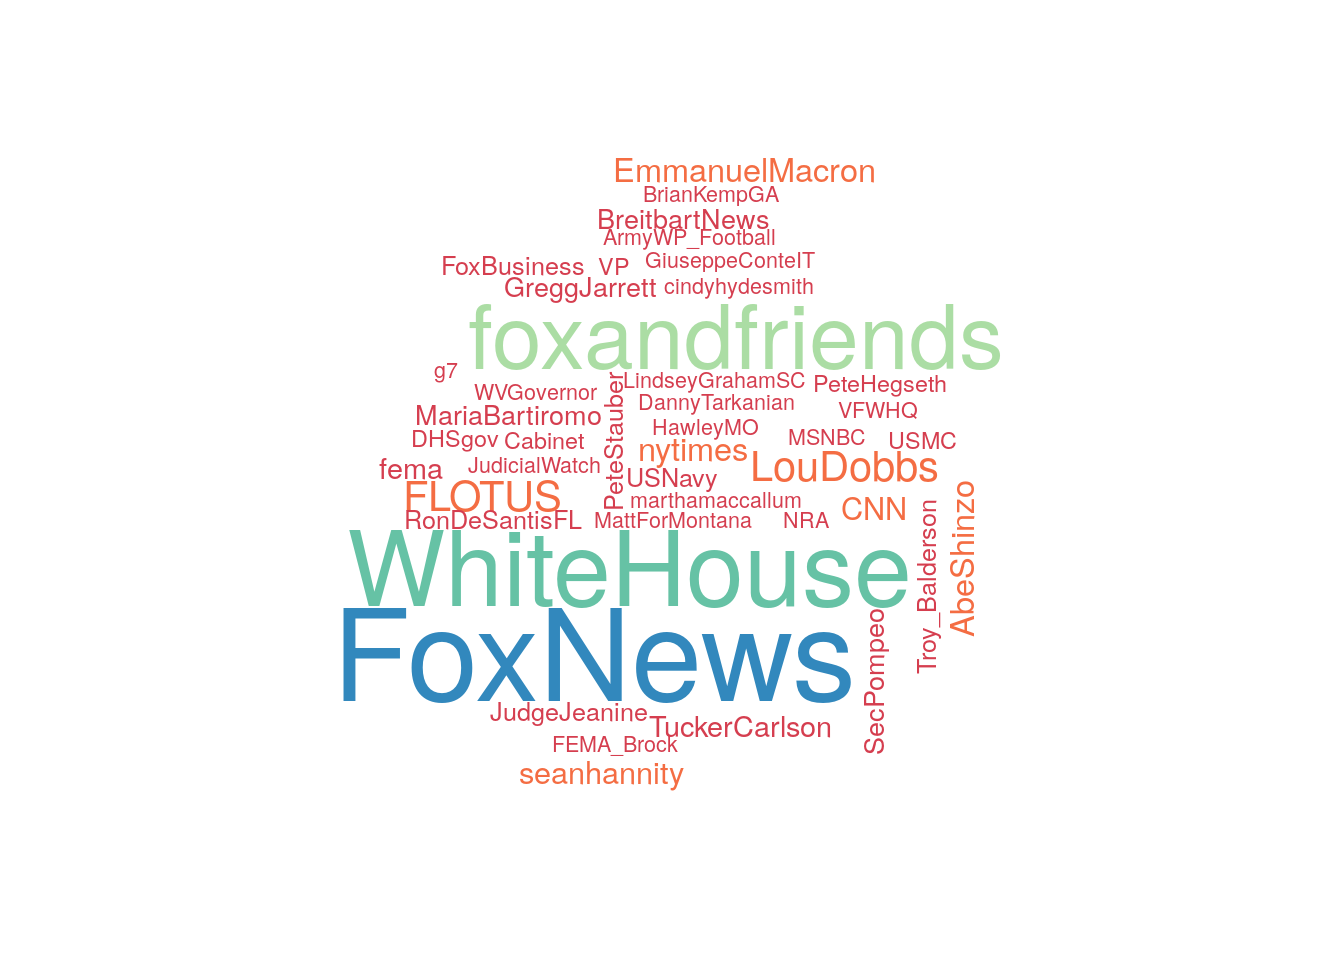 EmmanuelMacron
BrianKempGA
BreitbartNews
ArmyWP_Football
FoxBusiness VP GiuseppeConteIT
GreggJarrett cindyhydesmith
foxandfriends
g7
LindseyGrahamSC PeteHegseth
WVGovernor DannyTarkanian VFWHQ
MariaBartiromo
PeteStauber
HawleyMO
DHSgov Cabinet MSNBC USMC
nytimes
LouDobbs
fema JudicialWatch USNavy
FLOTUS marthamaccallum CNN
RonDeSantisFL MattForMontana NRA
Troy_Balderson
AbeShinzo
WhiteHouse
FoxNews
SecPompeo
JudgeJeanine
TuckerCarlson
FEMA_Brock
seanhannity